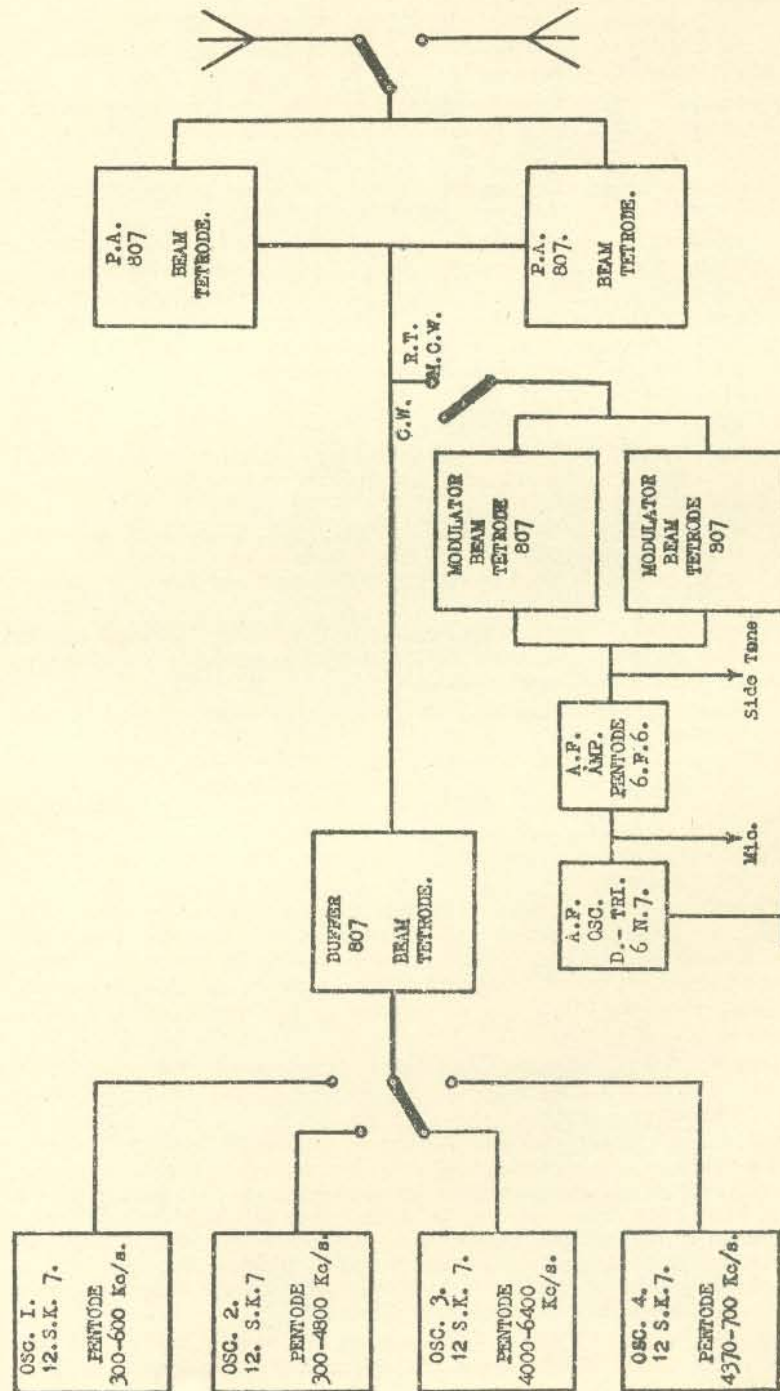 OSC. 1.
12. S.K. 7.
PENTODE
300-600 Kc/s.
OSC. 2.
12. S.K.7
PENTODE
300-4800 Kc/s.
OSC. 3.
12 S.K. 7.
PENTODE
4000-6400
Kc/s.
OSC. 4.
12 S.K.7.
PENTODE
4370-700 Kc/s.
BUFFER
807
BEAM
TETRODE.
A.F.
OSC.
D.- TRI.
6 N.7.
Mic.
A.F.
AMP.
PENTODE
6.F.6.
Side Tone
MODULATOR
BEAM
TETRODE
807
MODULATOR
BEAM
TETRODE
807
C.W.
R.T.
M.C.W.
P.A.
807
BEAM
TETRODE.
P.A.
807.
BEAM
TETRODE.